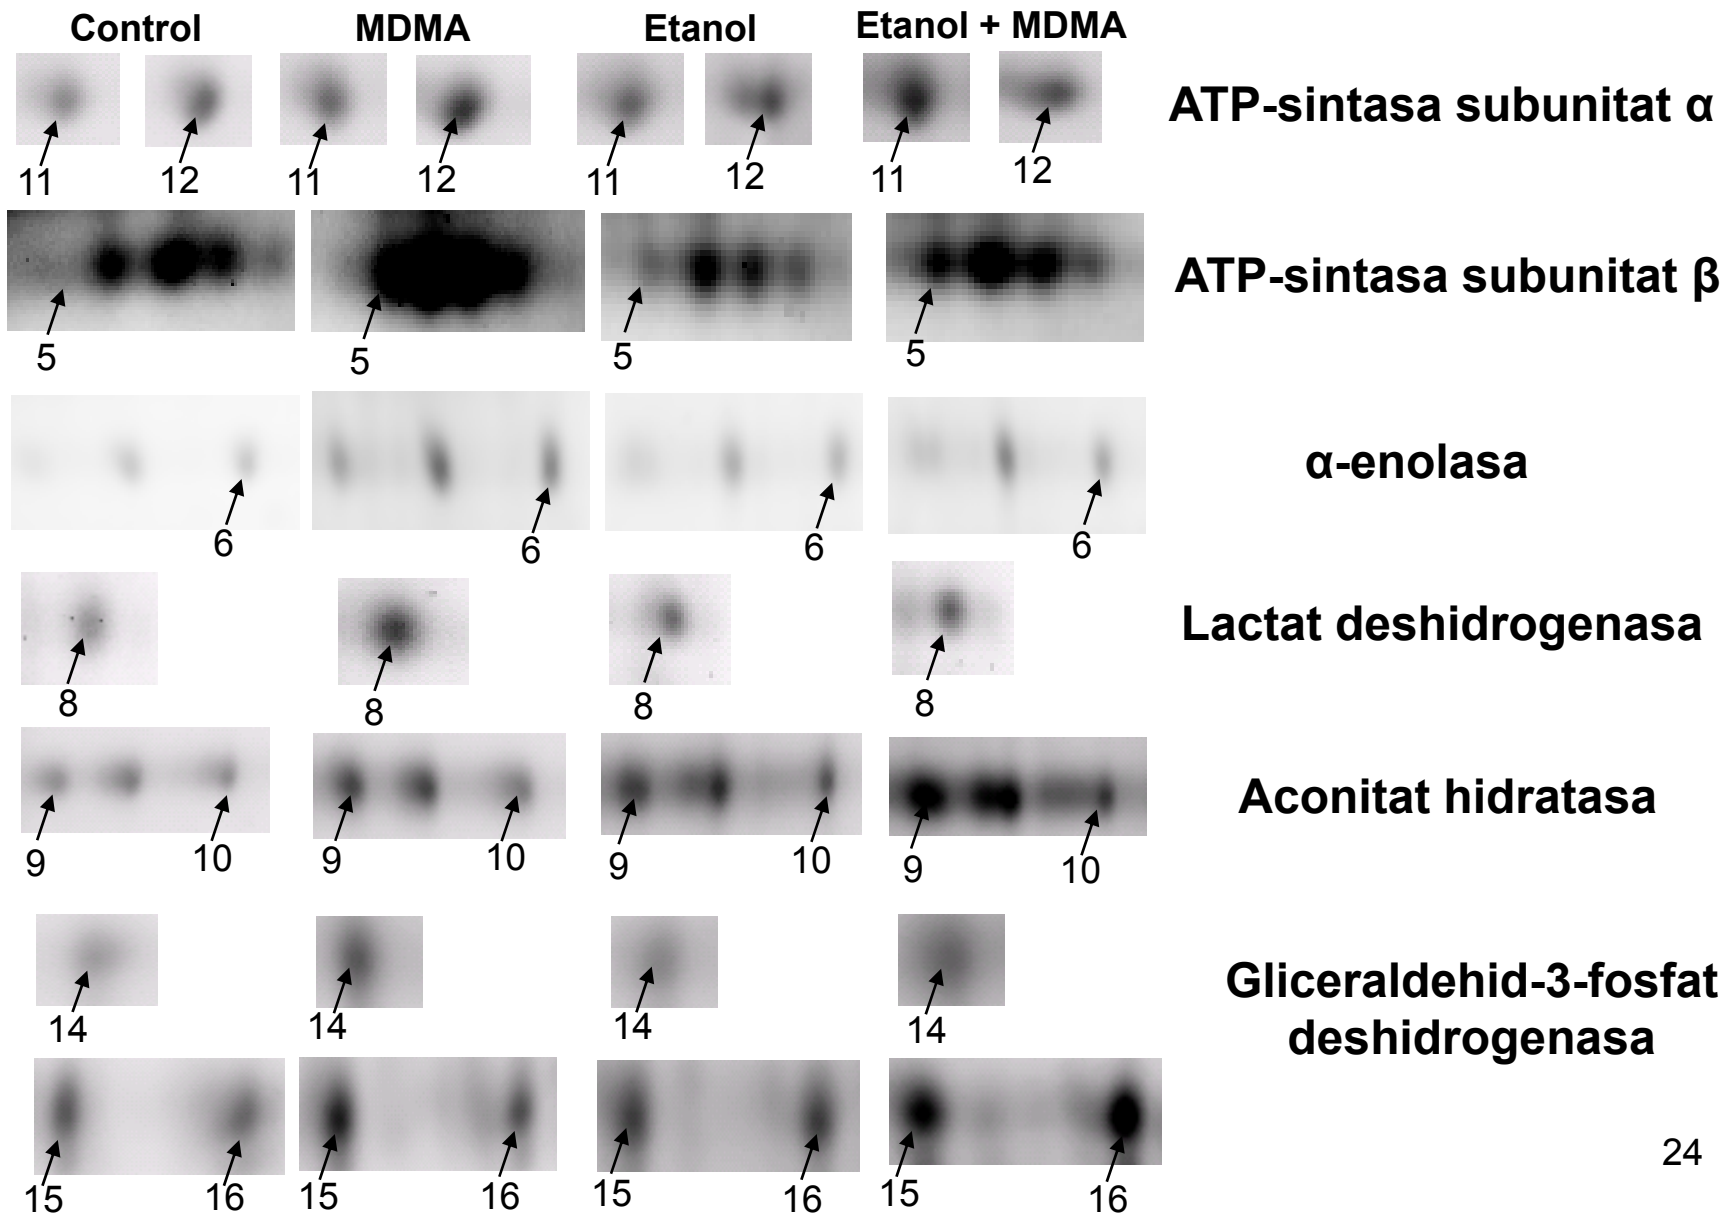 Control MDMA Etanol Etanol + MDMA
ATP-sintasa subunitat α
11 12 11 12 11 12 11 12
ATP-sintasa subunitat β
5 5 5 5
α-enolasa
6 6 6 6
Lactat deshidrogenasa
8 8 8 8
Aconitat hidratasa
9 10 9 10 9 10 9 10
Gliceraldehid-3-fosfat
deshidrogenasa
14 14 14 14
15 16 15 16 15 16 15 16
24